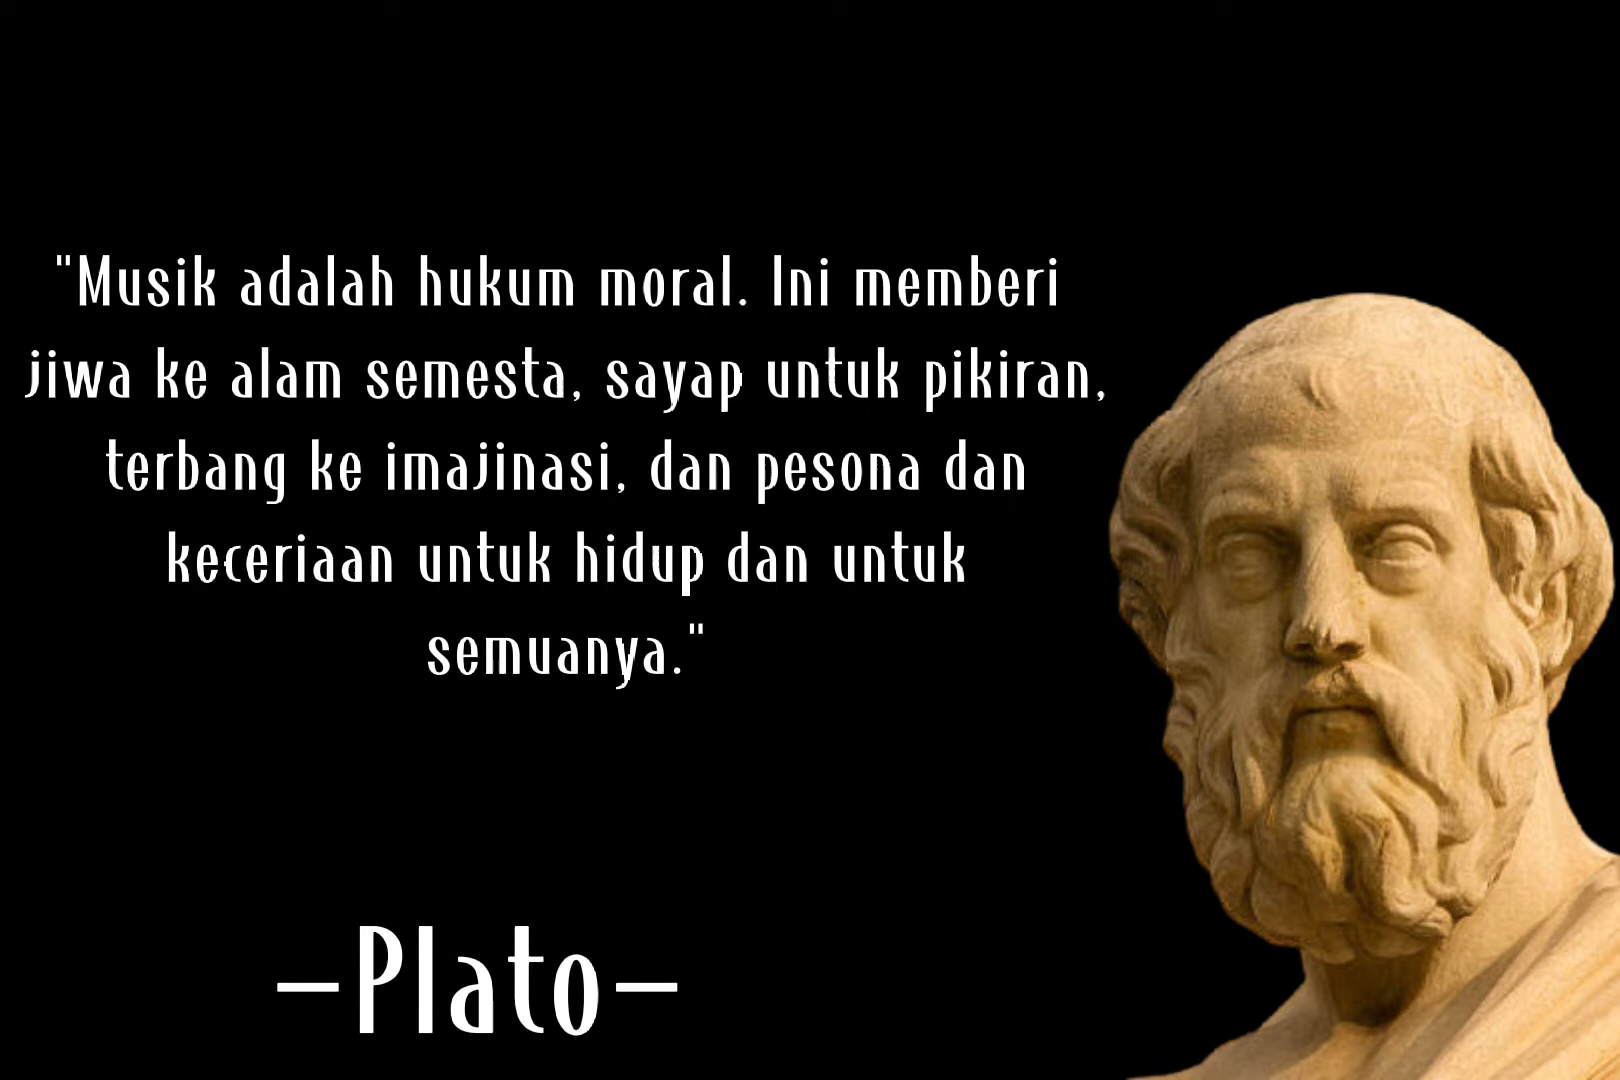 "Musik adalah hukum moral. Ini memberi
jiwa ke alam semesta, sayap untuk pikiran,
terbang ke imajinasi, dan pesona dan
keceriaan untuk hidup dan untuk
semuanya."
-Plato-